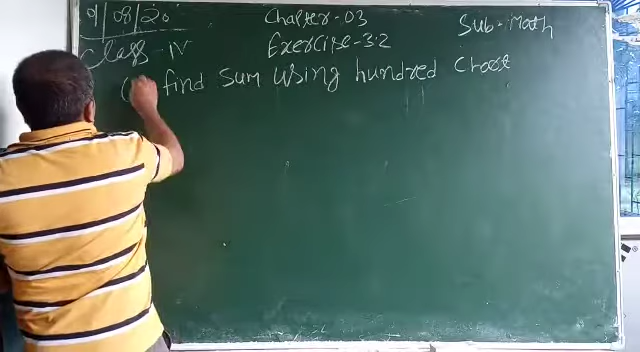 9/08/20 Chapter-03 Sub-Math
Class-IV Exercise-3.2
find Sum Using hundred Chart